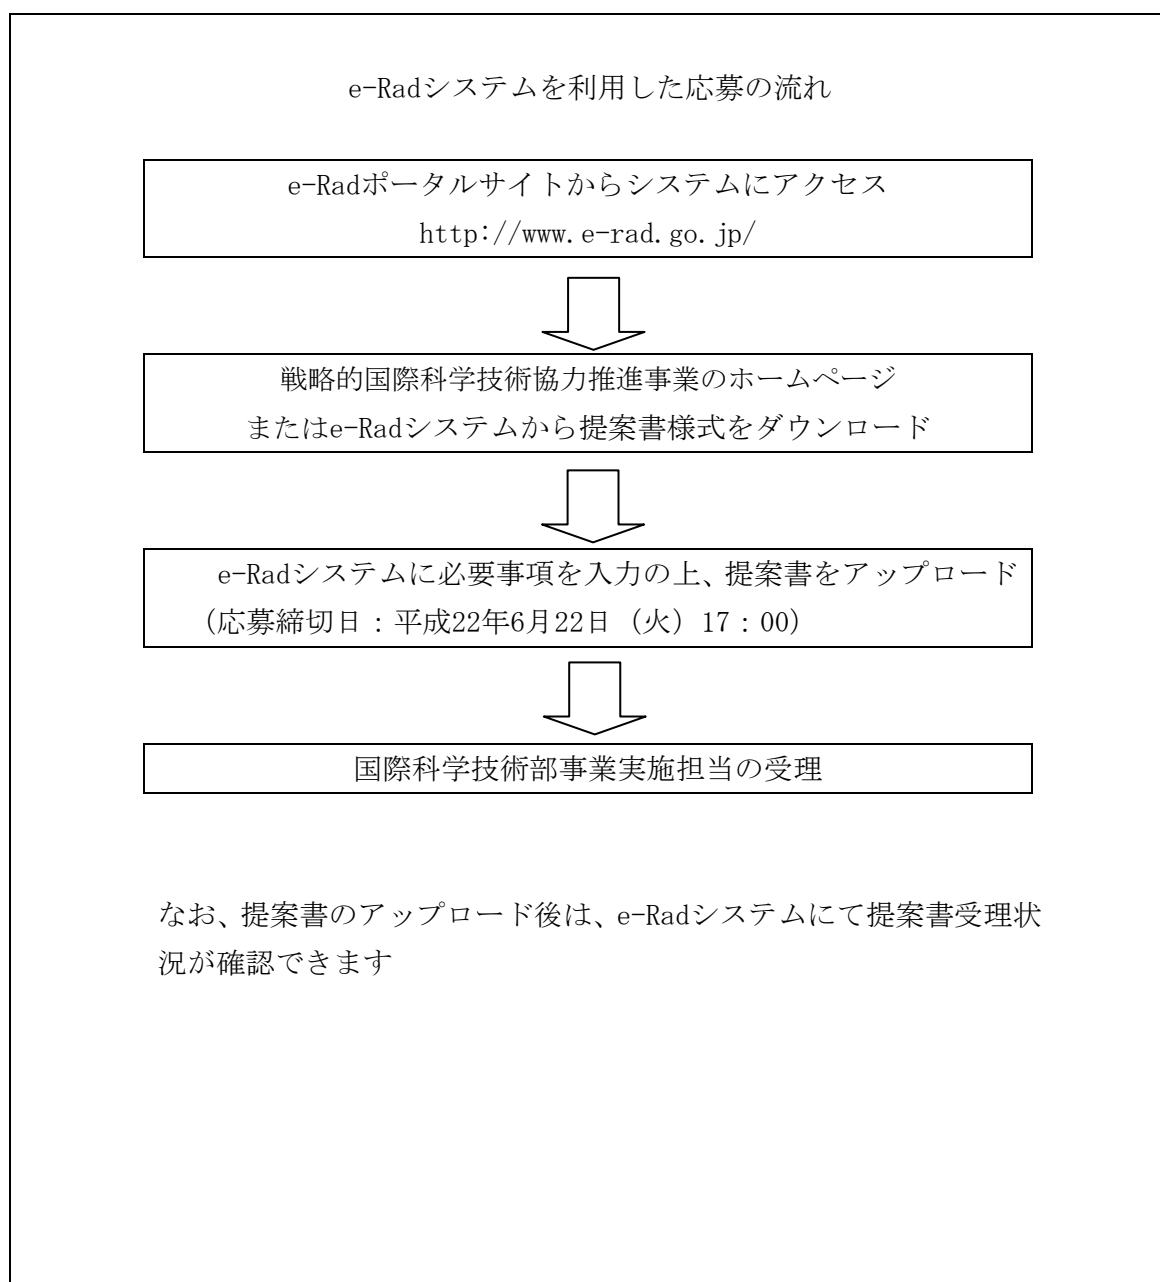 e-Radシステムを利用した応募の流れ
e-Radポータルサイトからシステムにアクセス
http://www.e-rad.go.jp/
戦略的国際科学技術協力推進事業のホームページ
またはe-Radシステムから提案書様式をダウンロード
e-Radシステムに必要事項を入力の上、提案書をアップロード
（応募締切日：平成22年6月22日（火）17：00）
国際科学技術部事業実施担当の受理
なお、提案書のアップロード後は、e-Radシステムにて提案書受理状
況が確認できます